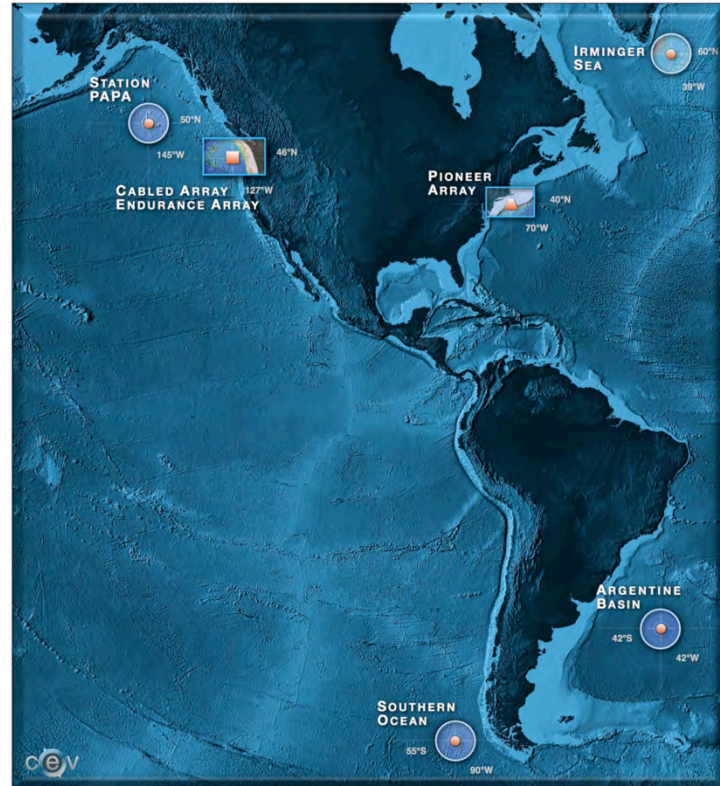 IRMINGER
SEA
60°N
39°W
STATION
PAPA
50°N
145°W
46°N
127°W
CABLED ARRAY
ENDURANCE ARRAY
PIONEER
ARRAY
40°N
70°W
ARGENTINE
BASIN
42°S
42°W
SOUTHERN
OCEAN
55°S
90°W
cev